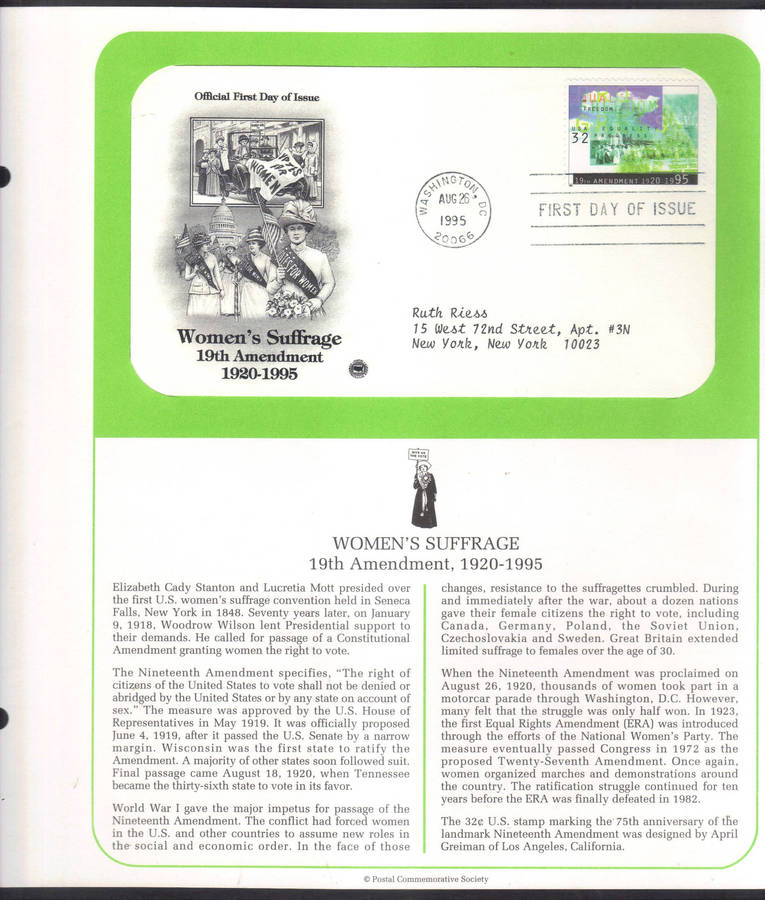 Official First Day of Issue
VOTES
FOR
WOMEN
VOTES FOR WOMEN
Women's Suffrage
19th Amendment
1920-1995
USA
FREEDOM
USA EQUALITY
32 PROGRESS
19TH AMENDMENT 1920 1995
WASHINGTON, DC
AUG 26
1995
20066
FIRST DAY OF ISSUE
Ruth Riess
15 West 72nd Street, Apt. #3N
New York, New York 10023
GIVE US
THE VOTE
WOMEN'S SUFFRAGE
19th Amendment, 1920-1995
Elizabeth Cady Stanton and Lucretia Mott presided over
the first U.S. women's suffrage convention held in Seneca
Falls, New York in 1848. Seventy years later, on January
9, 1918, Woodrow Wilson lent Presidential support to
their demands. He called for passage of a Constitutional
Amendment granting women the right to vote.
The Nineteenth Amendment specifies, "The right of
citizens of the United States to vote shall not be denied or
abridged by the United States or by any state on account of
sex." The measure was approved by the U.S. House of
Representatives in May 1919. It was officially proposed
June 4, 1919, after it passed the U.S. Senate by a narrow
margin. Wisconsin was the first state to ratify the
Amendment. A majority of other states soon followed suit.
Final passage came August 18, 1920, when Tennessee
became the thirty-sixth state to vote in its favor.
World War I gave the major impetus for passage of the
Nineteenth Amendment. The conflict had forced women
in the U.S. and other countries to assume new roles in
the social and economic order. In the face of those
changes, resistance to the suffragettes crumbled. During
and immediately after the war, about a dozen nations
gave their female citizens the right to vote, including
Canada, Germany, Poland, the Soviet Union,
Czechoslovakia and Sweden. Great Britain extended
limited suffrage to females over the age of 30.
When the Nineteenth Amendment was proclaimed on
August 26, 1920, thousands of women took part in a
motorcar parade through Washington, D.C. However,
many felt that the struggle was only half won. In 1923,
the first Equal Rights Amendment (ERA) was introduced
through the efforts of the National Women's Party. The
measure eventually passed Congress in 1972 as the
proposed Twenty-Seventh Amendment. Once again,
women organized marches and demonstrations around
the country. The ratification struggle continued for ten
years before the ERA was finally defeated in 1982.
The 32¢ U.S. stamp marking the 75th anniversary of the
landmark Nineteenth Amendment was designed by April
Greiman of Los Angeles, California.
© Postal Commemorative Society